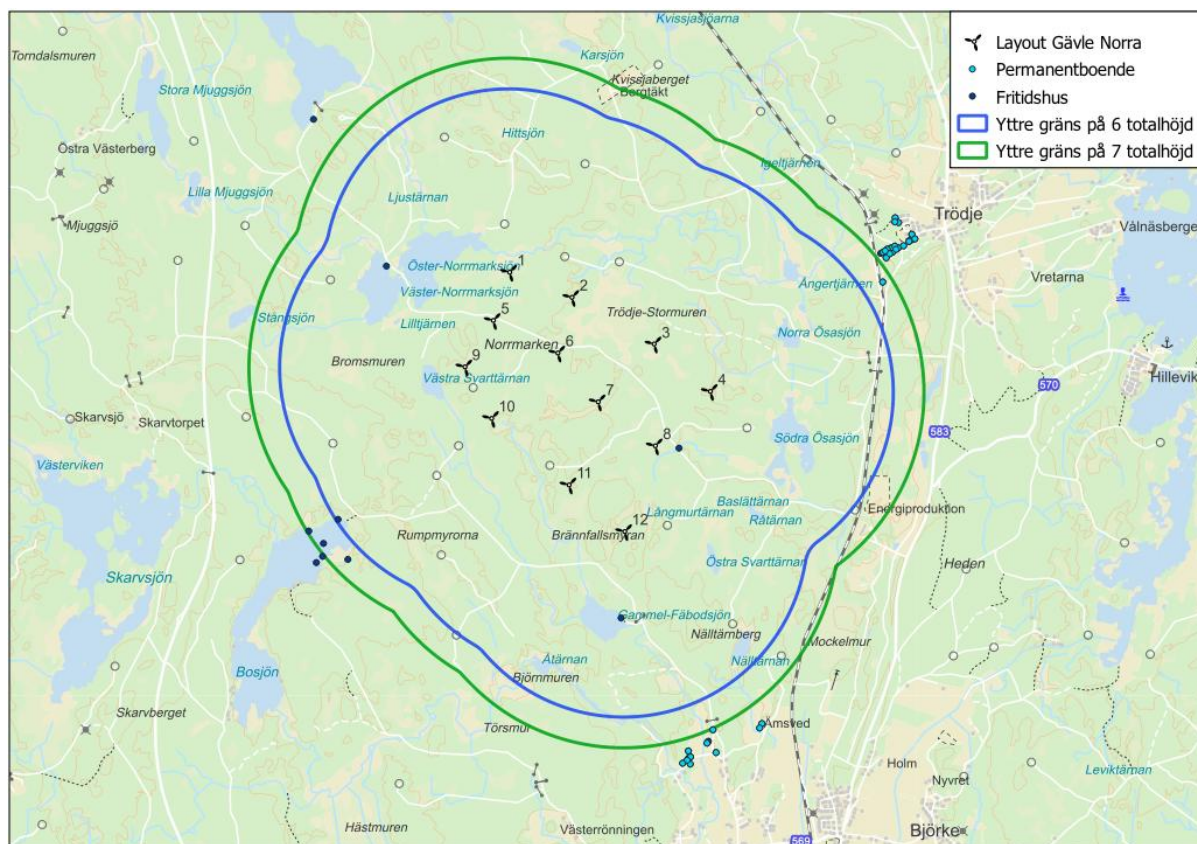 Kvissjasjöarna
Torndalsmuren
Karsjön
Kvissjaberget
Bergtäkt
Stora Mjuggsjön
Hittsjön
Östra Västerberg
Igeltjärnen
Lilla Mjuggsjön
Ljustärnan
Mjuggsjö
Layout Gävle Norra
Permanentboende
Fritidshus
Yttre gräns på 6 totalhöjd
Yttre gräns på 7 totalhöjd
Trödje
Vålnäsberge
Vretarna
Öster-Norrmarksjön
1
Väster-Norrmarksjön
2
Ängertjärnen
Stångsjön
Lilltjärnen
5
Trödje-Stormuren
Norra Ösasjön
3
Norrmarken
6
Bromsmuren
9
Västra Svarttärnan
4
7
Hillevik
570
Skarvsjö
Skarvtorpet
10
583
Södra Ösasjön
8
Västerviken
11
Baslättärnan
Långmurtärnan
Råtärnan
Energiproduktion
12
Rumpmyrorna
Brännfallsmyran
Östra Svarttärnan
Heden
Skarvsjön
Gammel-Fäbodsjön
Nälltärnberg
Mockelmur
Bosjön
Åtärnan
Nälltärnan
Björnmuren
Skarvberget
Törsmur
Åmsved
Holm
Nyvret
Leviktärnan
Hästmuren
Västerrönningen
569
Björke